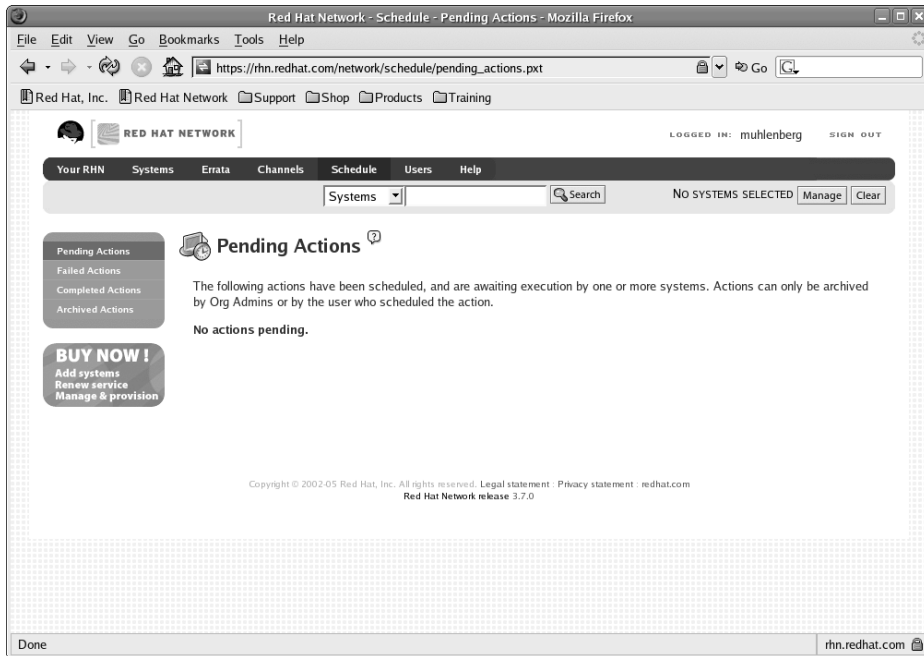 Red Hat Network - Schedule - Pending Actions - Mozilla Firefox
File Edit View Go Bookmarks Tools Help
https://rhn.redhat.com/network/schedule/pending_actions.pxt Go G
Red Hat, Inc. Red Hat Network Support Shop Products Training
RED HAT NETWORK
LOGGED IN: muhlenberg SIGN OUT
Your RHN Systems Errata Channels Schedule Users Help
Systems Search NO SYSTEMS SELECTED Manage Clear
Pending Actions
Failed Actions
Completed Actions
Archived Actions
BUY NOW !
Add systems
Renew service
Manage & provision
Pending Actions ?
The following actions have been scheduled, and are awaiting execution by one or more systems. Actions can only be archived
by Org Admins or by the user who scheduled the action.
No actions pending.
Copyright © 2002-05 Red Hat, Inc. All rights reserved. Legal statement : Privacy statement : redhat.com
Red Hat Network release 3.7.0
Done rhn.redhat.com